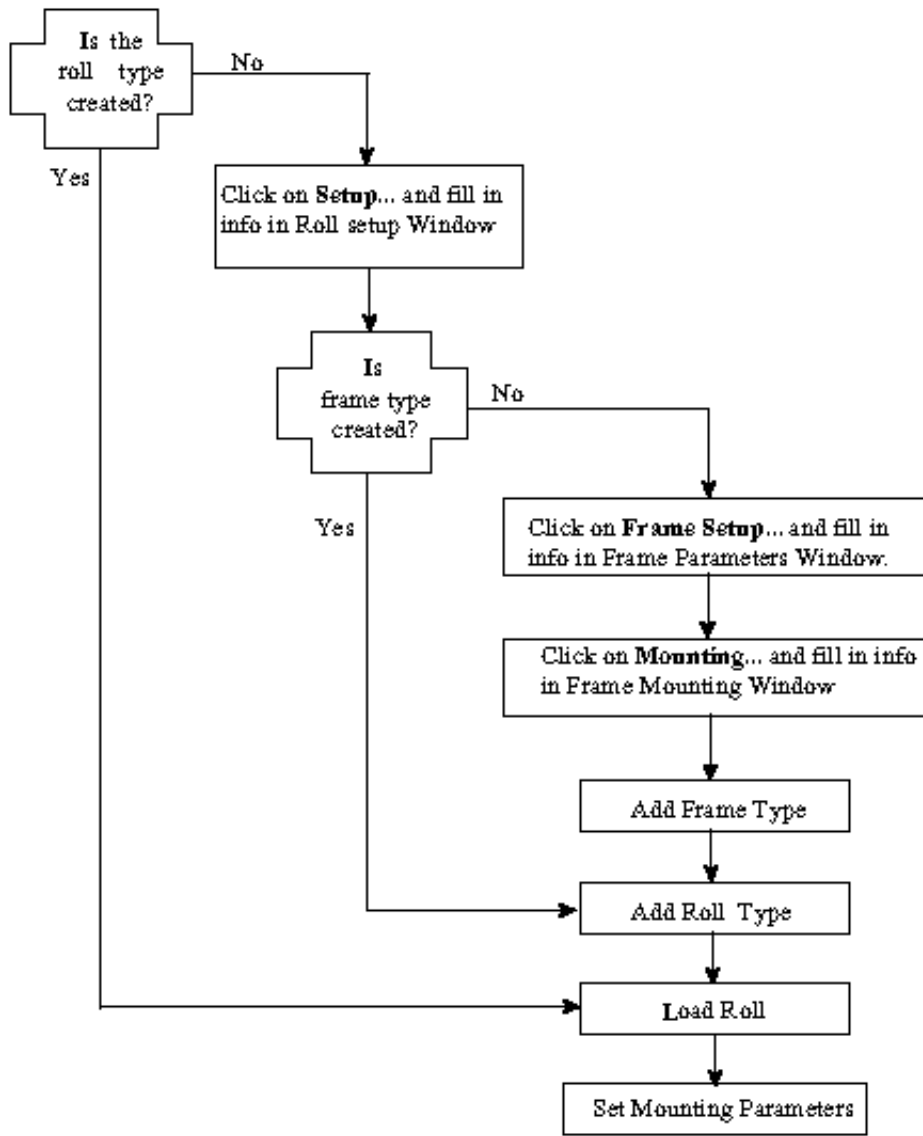 Is the
roll type
created?
No
Yes
Click on Setup... and fill in
info in Roll setup Window
Is
frame type
created?
No
Yes
Click on Frame Setup... and fill in
info in Frame Parameters Window.
Click on Mounting... and fill in info
in Frame Mounting Window
Add Frame Type
Add Roll Type
Load Roll
Set Mounting Parameters